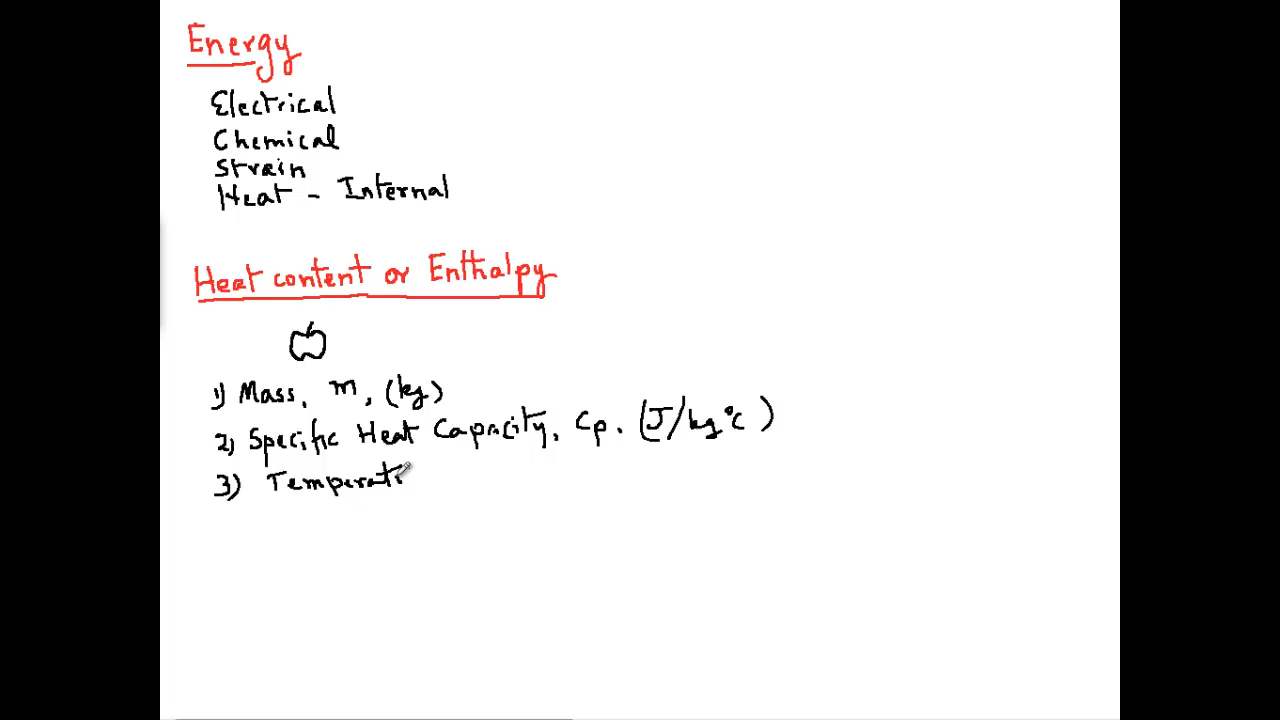 Energy
Electrical
Chemical
Strain
Heat - Internal
Heat content or Enthalpy
1) Mass, m, (kg)
2) Specific Heat Capacity, Cp. (J/kg°C)
3) Temperat